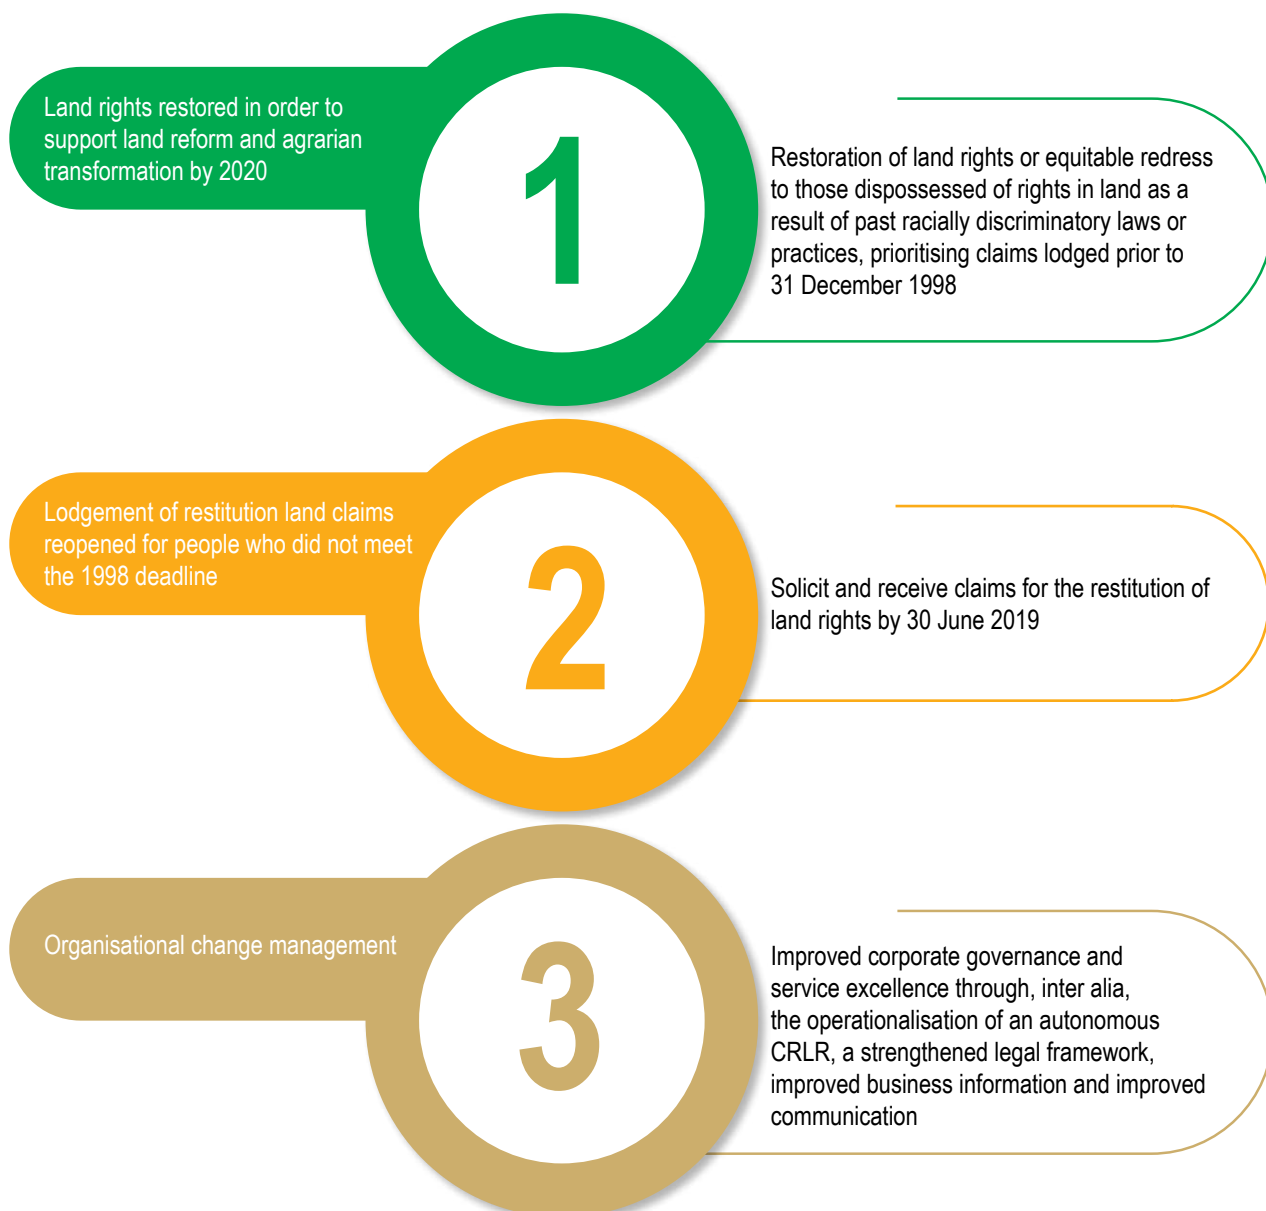 Land rights restored in order to
support land reform and agrarian
transformation by 2020
1
Restoration of land rights or equitable redress
to those dispossessed of rights in land as a
result of past racially discriminatory laws or
practices, prioritising claims lodged prior to
31 December 1998
Lodgement of restitution land claims
reopened for people who did not meet
the 1998 deadline
2
Solicit and receive claims for the restitution of
land rights by 30 June 2019
Organisational change management
3
Improved corporate governance and
service excellence through, inter alia,
the operationalisation of an autonomous
CRLR, a strengthened legal framework,
improved business information and improved
communication